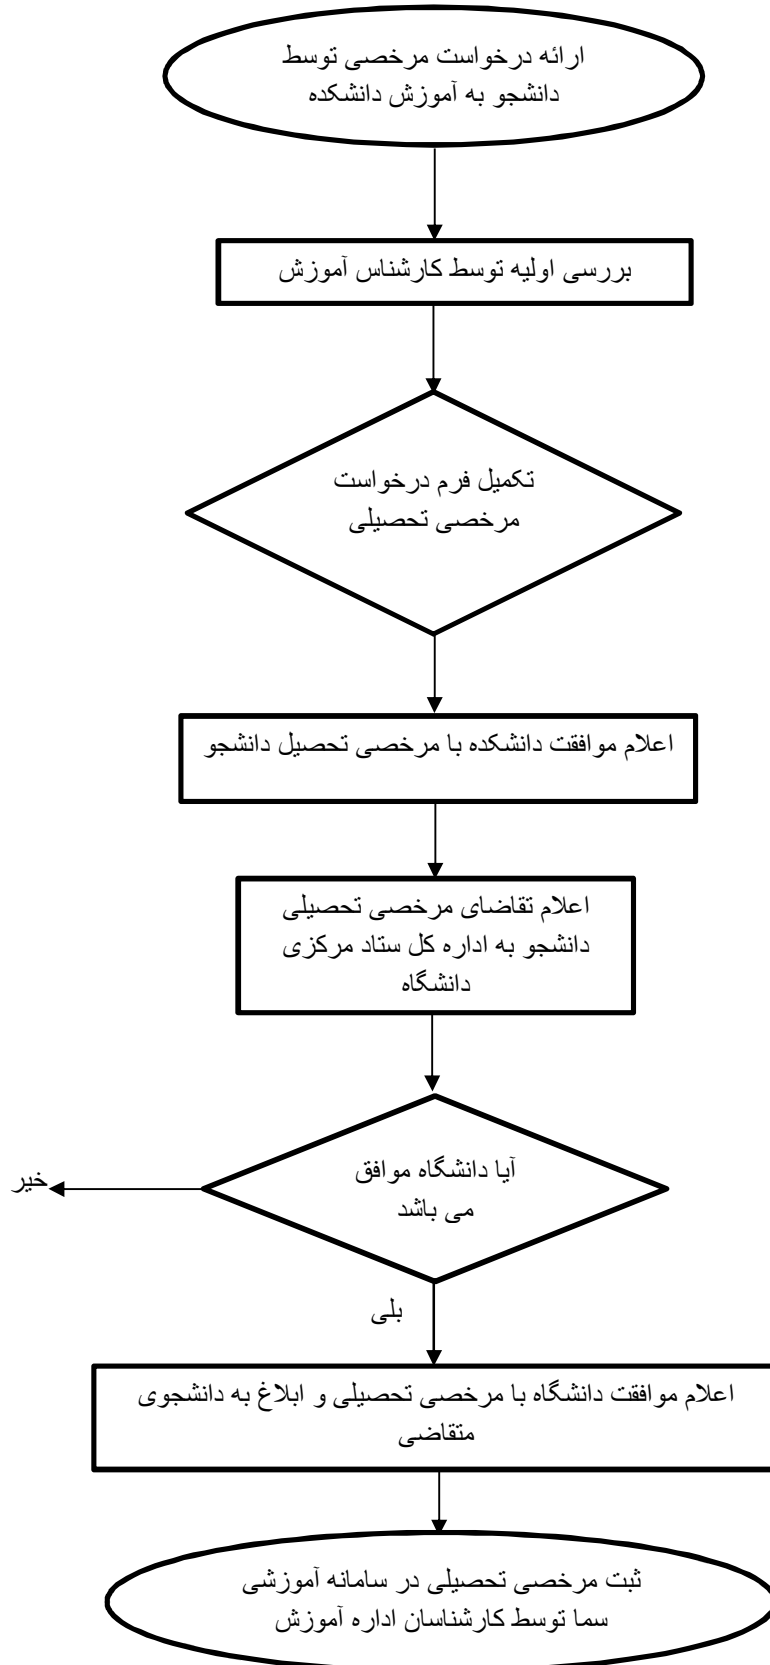 ارائه درخواست مرخصی توسط
دانشجو به آموزش دانشکده
بررسی اولیه توسط کارشناس آموزش
تکمیل فرم درخواست
مرخصی تحصیلی
اعلام موافقت دانشکده با مرخصی تحصیل دانشجو
اعلام تقاضای مرخصی تحصیلی
دانشجو به اداره کل ستاد مرکزی
دانشگاه
آیا دانشگاه موافق
می باشد
خیر
بلی
اعلام موافقت دانشگاه با مرخصی تحصیلی و ابلاغ به دانشجوی
متقاضی
ثبت مرخصی تحصیلی در سامانه آموزشی
سما توسط کارشناسان اداره آموزش